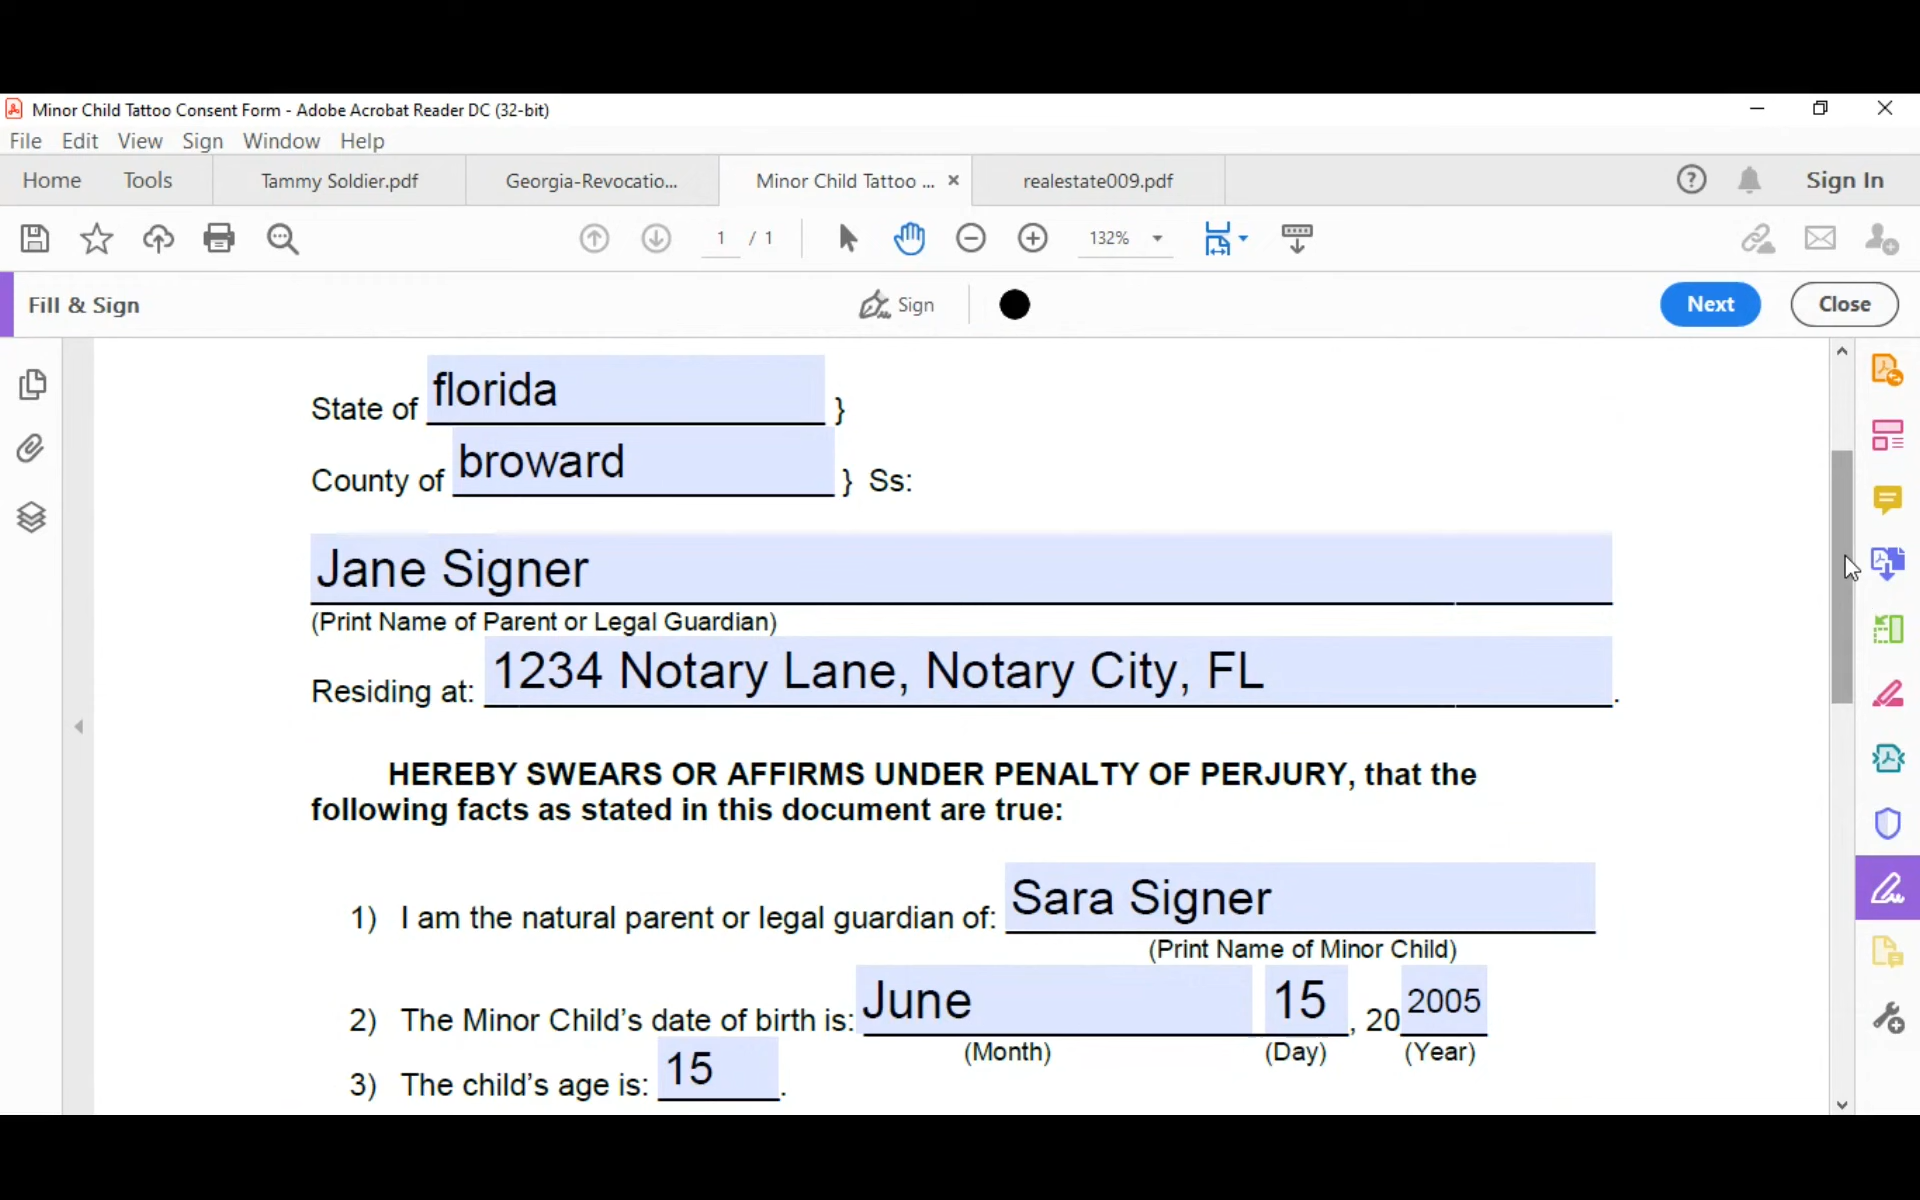 Minor Child Tattoo Consent Form - Adobe Acrobat Reader DC (32-bit)
File Edit View Sign Window Help
Home Tools Tammy Soldier.pdf Georgia-Revocatio... Minor Child Tattoo ... × realestate009.pdf Sign In
1 / 1 132%
Fill & Sign Sign Next Close
State of florida }
County of broward } Ss:
Jane Signer
(Print Name of Parent or Legal Guardian)
Residing at: 1234 Notary Lane, Notary City, FL.
HEREBY SWEARS OR AFFIRMS UNDER PENALTY OF PERJURY, that the
following facts as stated in this document are true:
1) I am the natural parent or legal guardian of: Sara Signer
(Print Name of Minor Child)
2) The Minor Child's date of birth is: June 15, 20 2005
(Month) (Day) (Year)
3) The child's age is: 15.